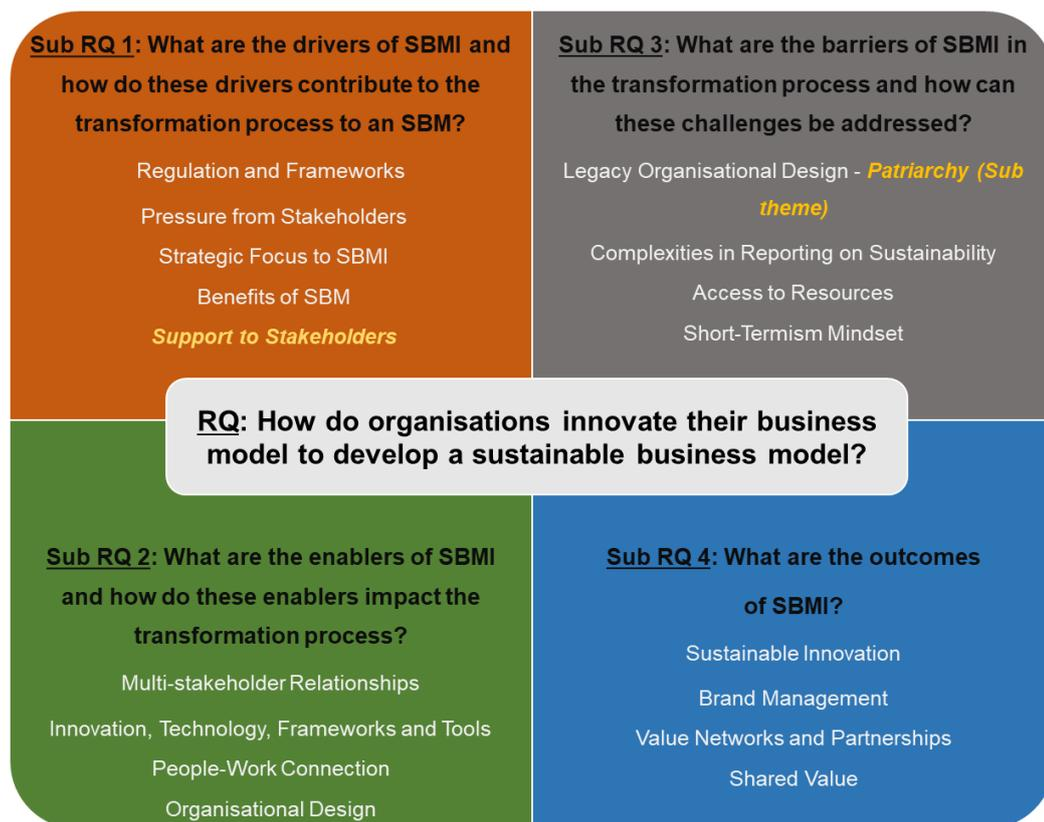 Sub RQ 1: What are the drivers of SBMI and
how do these drivers contribute to the
transformation process to an SBM?
Regulation and Frameworks
Pressure from Stakeholders
Strategic Focus to SBMI
Benefits of SBM
Support to Stakeholders
Sub RQ 3: What are the barriers of SBMI in
the transformation process and how can
these challenges be addressed?
Legacy Organisational Design - Patriarchy (Sub
theme)
Complexities in Reporting on Sustainability
Access to Resources
Short-Termism Mindset
RQ: How do organisations innovate their business
model to develop a sustainable business model?
Sub RQ 2: What are the enablers of SBMI
and how do these enablers impact the
transformation process?
Multi-stakeholder Relationships
Innovation, Technology, Frameworks and Tools
People-Work Connection
Organisational Design
Sub RQ 4: What are the outcomes
of SBMI?
Sustainable Innovation
Brand Management
Value Networks and Partnerships
Shared Value